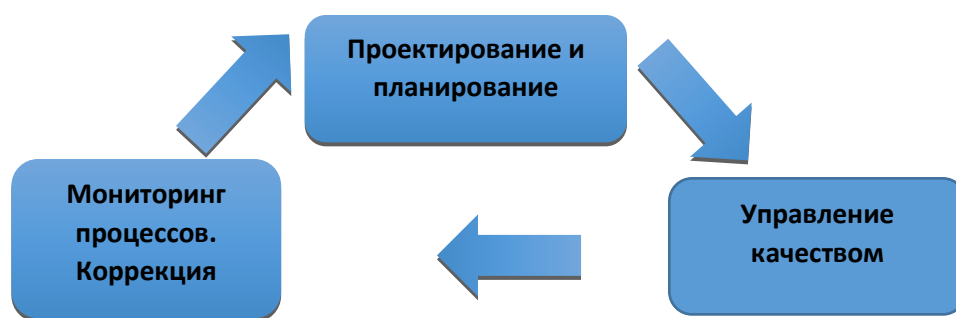 Проектирование и
планирование
Мониторинг
процессов.
Коррекция
Управление
качеством